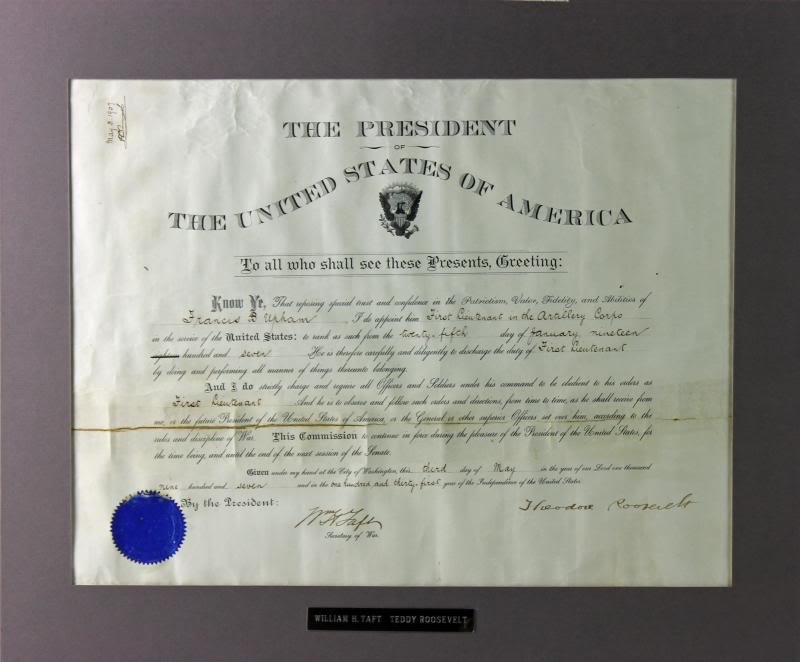 May 8 1907
THE PRESIDENT
OF
THE UNITED STATES OF AMERICA
To all who shall see these Presents, Greeting:
Know Ye, That reposing special trust and confidence in the Patriotism, Valor, Fidelity, and Abilities of
Francis B Upham, I do appoint him First Lieutenant in the Artillery Corps
in the service of the United States: to rank as such from the twenty-fifth day of January, nineteen
eighteen hundred and seven He is therefore carefully and diligently to discharge the duty of First Lieutenant
by doing and performing all manner of things thereunto belonging.
And I do strictly charge and require all Officers and Soldiers under his command to be obedient to his orders as
First Lieutenant And he is to observe and follow such orders and directions, from time to time, as he shall receive from
me, or the future President of the United States of America, or the General or other superior Officers set over him, according to the
rules and discipline of War. This Commission to continue in force during the pleasure of the President of the United States, for
the time being, and until the end of the next session of the Senate.
Given under my hand at the City of Washington, this third day of May in the year of our Lord one thousand
nine hundred and seven and in the one hundred and thirty-first year of the Independence of the United States.
By the President:
Theodore Roosevelt
Wm H Taft
Secretary of War.
WILLIAM H. TAFT TEDDY ROOSEVELT